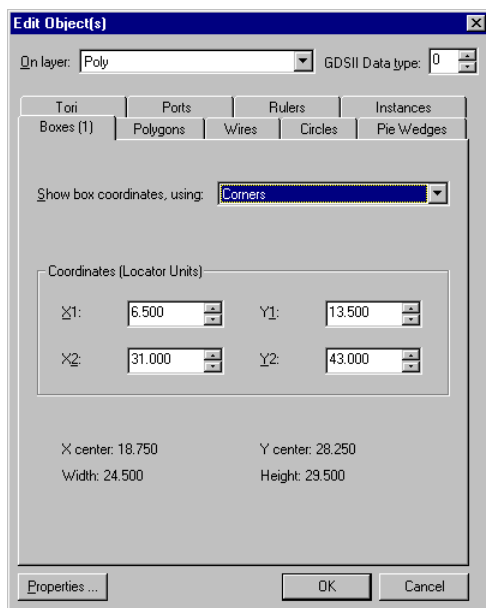 Edit Object(s)
On layer: Poly GDSII Data type: 0
Tori Ports Rulers Instances
Boxes (1) Polygons Wires Circles Pie Wedges
Show box coordinates, using: Corners
Coordinates (Locator Units)
X1: 6.500 Y1: 13.500
X2: 31.000 Y2: 43.000
X center: 18.750 Y center: 28.250
Width: 24.500 Height: 29.500
Properties ... OK Cancel